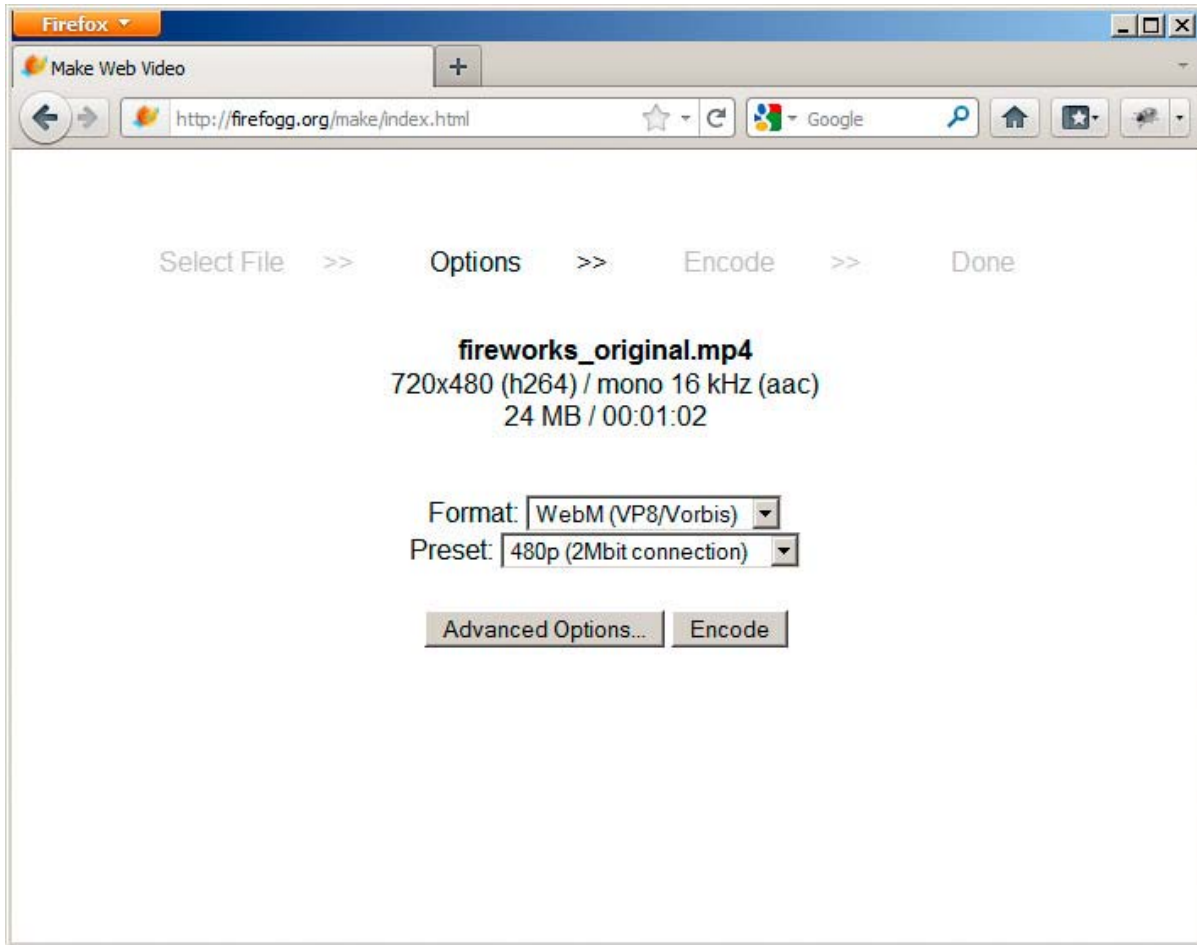 Firefox
Make Web Video
http://firefogg.org/make/index.html Google
Select File >> Options >> Encode >> Done
fireworks_original.mp4
720x480 (h264) / mono 16 kHz (aac)
24 MB / 00:01:02
Format: WebM (VP8/Vorbis)
Preset: 480p (2Mbit connection)
Advanced Options... Encode